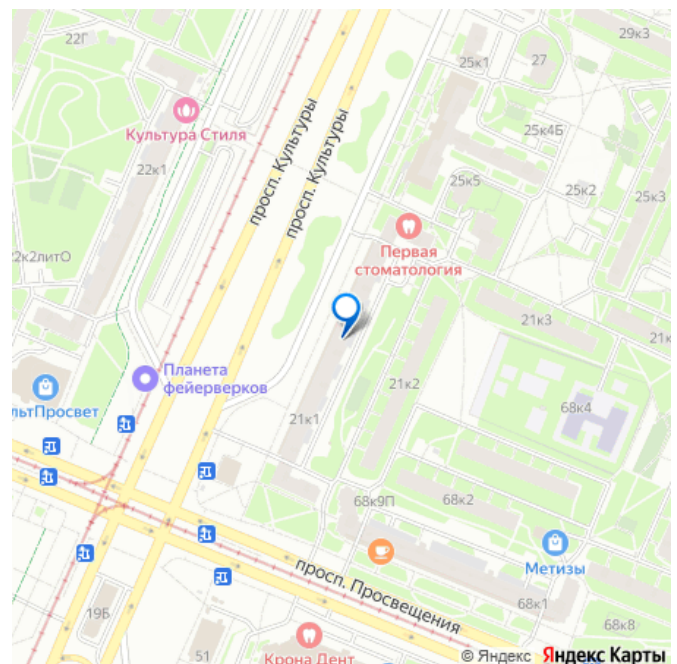 22Г
29к3
25к1
27
Культура Стиля
просп. Культуры
просп. Культуры
25к4Б
22к1
25к5
25к2
25к3
Первая
стоматология
2к2литО
21к3
21к
Планета
фейерверков
21к2
льтПросвет
21к1
68к4
68к9П
68к2
Метизы
просп. Просвещения
19Б
68к1
68к8
51
Крона Дент
© Яндекс Яндекс Карты